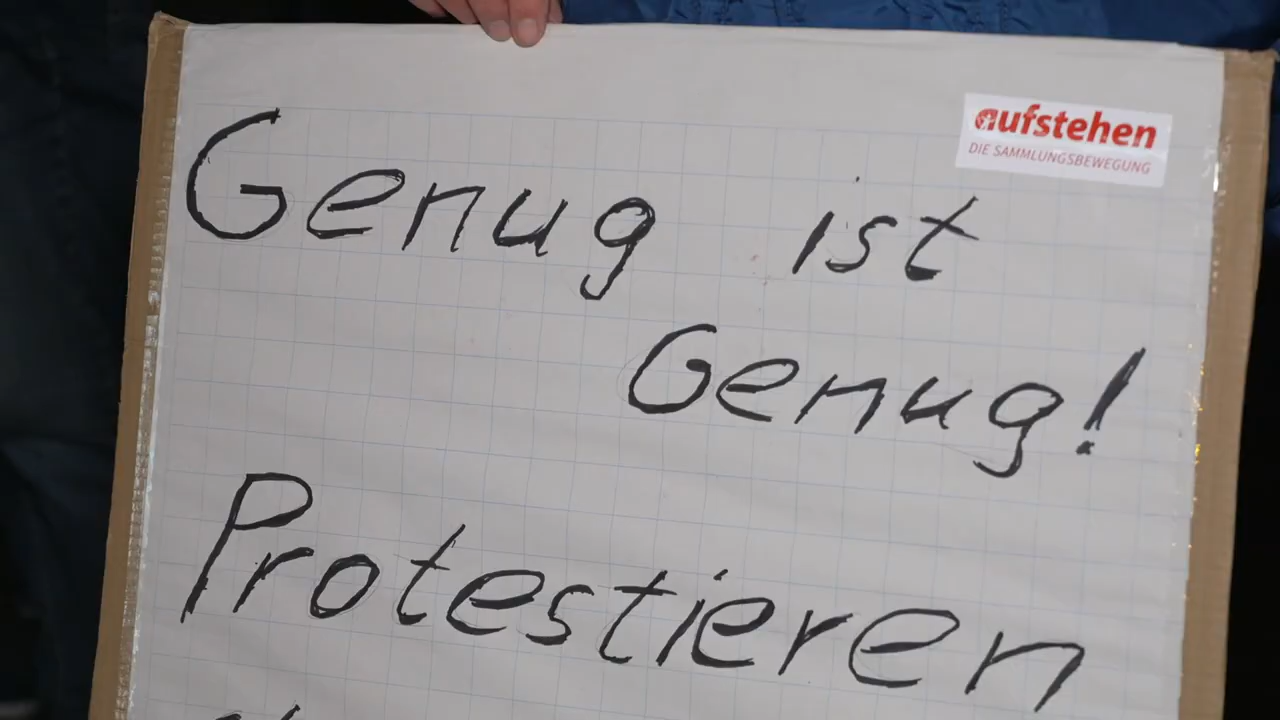 aufstehen
DIE SAMMLUNGSBEWEGUNG
Genug ist
Genug!
Protestieren